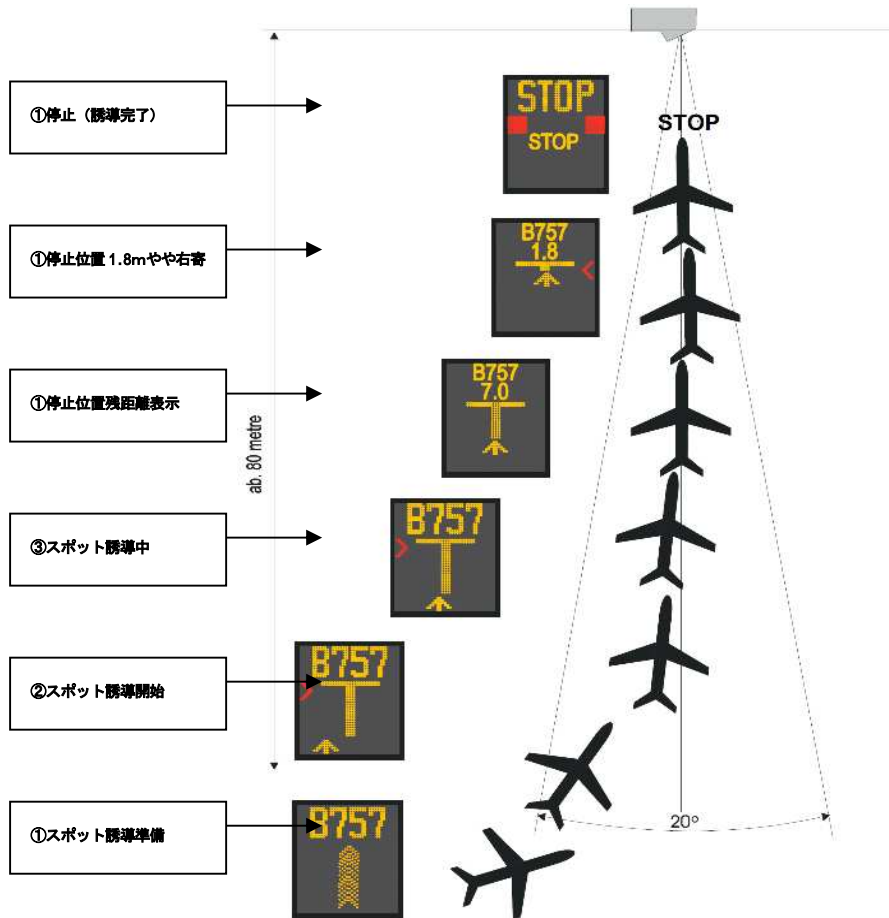 ①停止（誘導完了）
STOP
STOP
STOP
①停止位置 1.8mやや右寄
B757
1.8
①停止位置残距離表示
B757
7.0
ab. 80 metre
③スポット誘導中
B757
②スポット誘導開始
B757
①スポット誘導準備
B757
20°